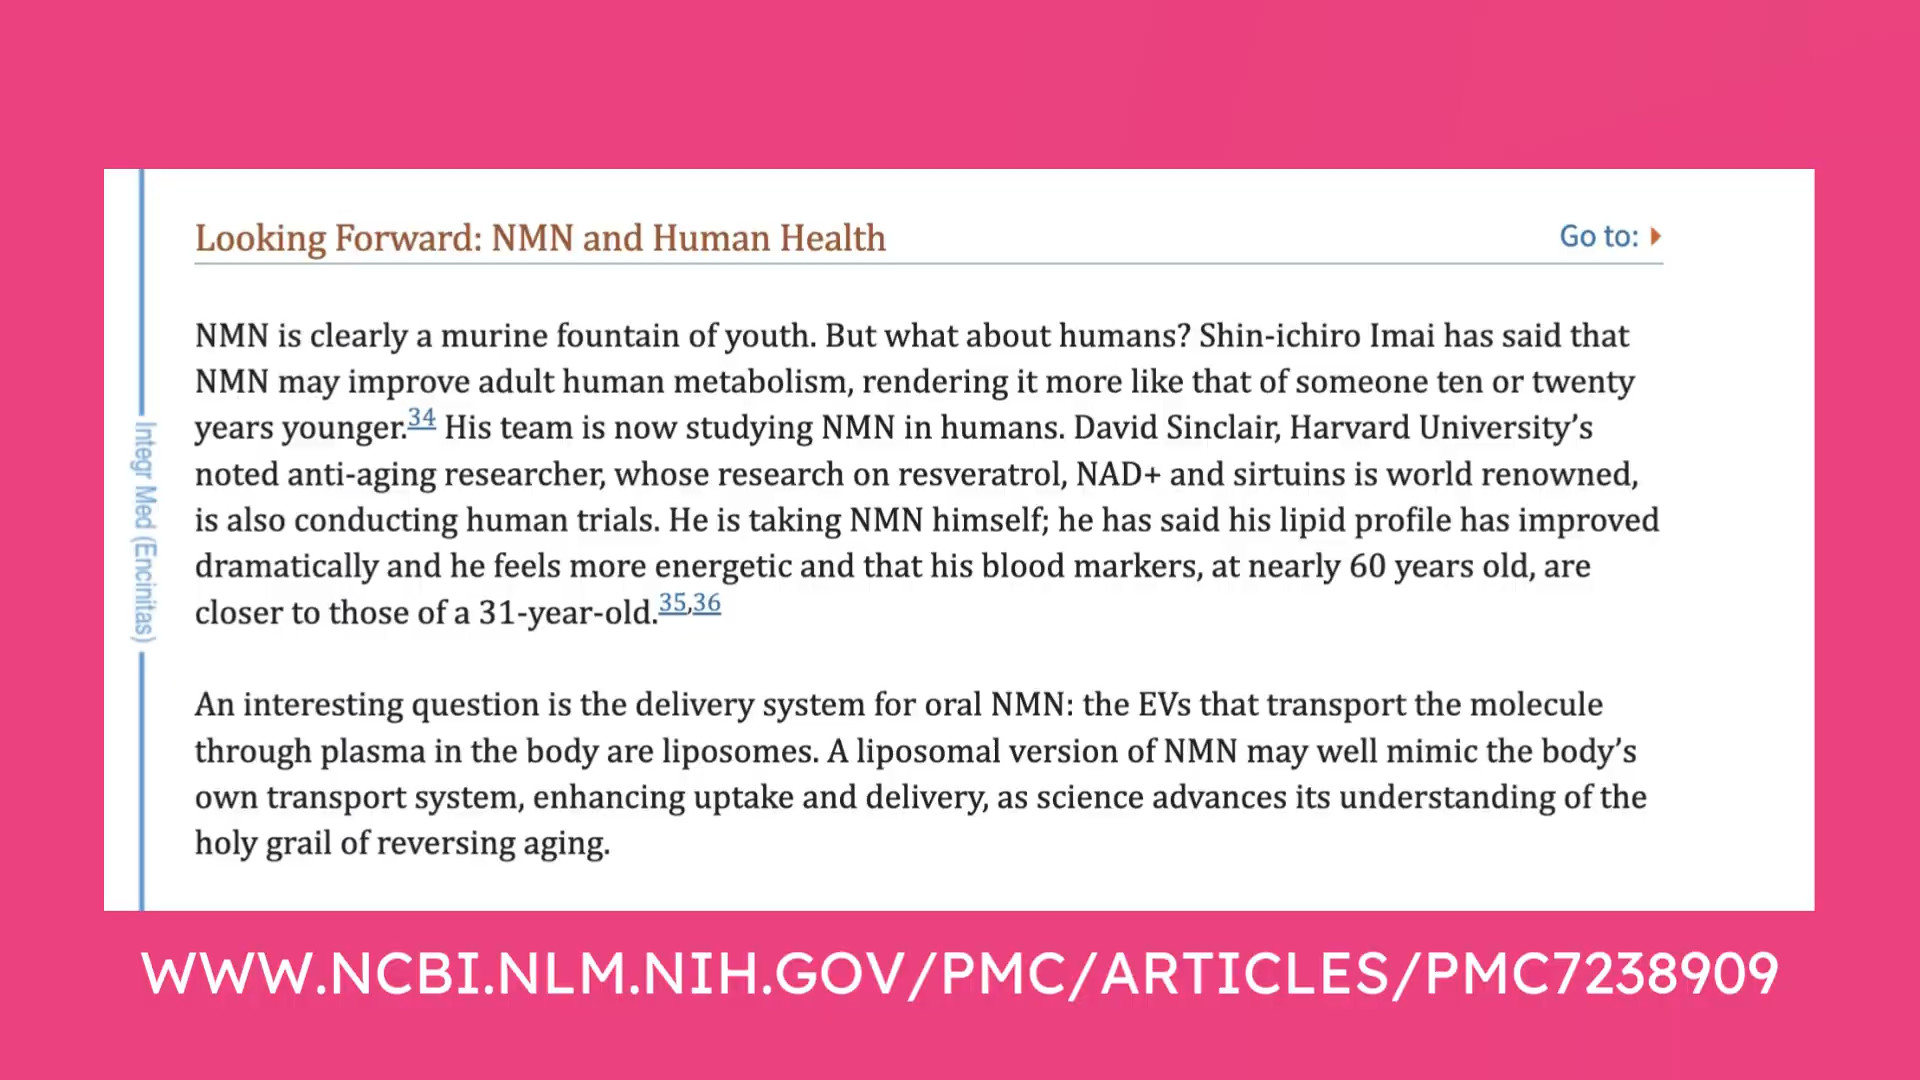 Looking Forward: NMN and Human Health
Go to:
NMN is clearly a murine fountain of youth. But what about humans? Shin-ichiro Imai has said that
NMN may improve adult human metabolism, rendering it more like that of someone ten or twenty
years younger.34 His team is now studying NMN in humans. David Sinclair, Harvard University’s
noted anti-aging researcher, whose research on resveratrol, NAD+ and sirtuins is world renowned,
is also conducting human trials. He is taking NMN himself; he has said his lipid profile has improved
dramatically and he feels more energetic and that his blood markers, at nearly 60 years old, are
closer to those of a 31-year-old.35,36
An interesting question is the delivery system for oral NMN: the EVs that transport the molecule
through plasma in the body are liposomes. A liposomal version of NMN may well mimic the body’s
own transport system, enhancing uptake and delivery, as science advances its understanding of the
holy grail of reversing aging.
Integr Med (Encinitas)
WWW.NCBI.NLM.NIH.GOV/PMC/ARTICLES/PMC7238909